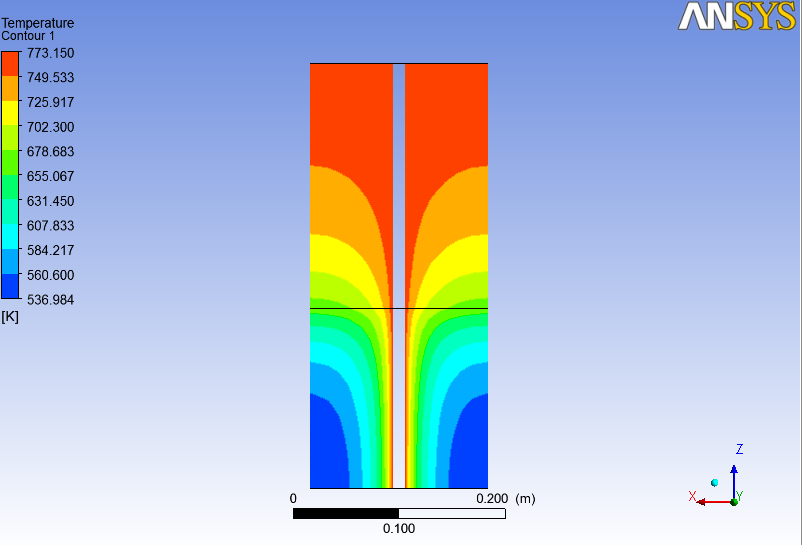 ANSYS
Temperature
Contour 1
773.150
749.533
725.917
702.300
678.683
655.067
631.450
607.833
584.217
560.600
536.984
[K]
Z
X
Y
0
0.200 (m)
0.100